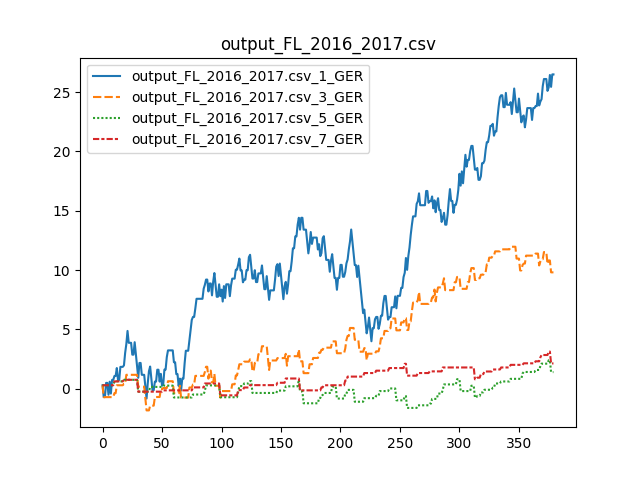 output_FL_2016_2017.csv
output_FL_2016_2017.csv_1_GER
output_FL_2016_2017.csv_3_GER
output_FL_2016_2017.csv_5_GER
output_FL_2016_2017.csv_7_GER
25
20
15
10
5
0
0 50 100 150 200 250 300 350